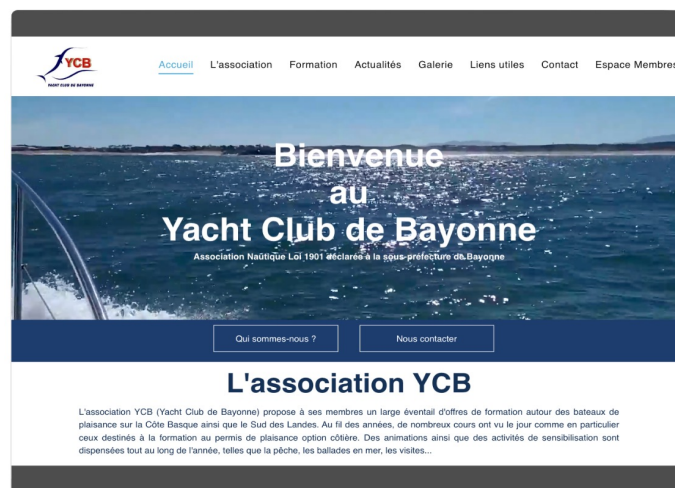 YCB
YACHT CLUB DE BAYONNE
Accueil L'association Formation Actualités Galerie Liens utiles Contact Espace Membres
Bienvenue
au
Yacht Club de Bayonne
Association Naûtique Loi 1901 déclarée à la sous-préfecture de Bayonne
Qui sommes-nous ? Nous contacter
L'association YCB
L'association YCB (Yacht Club de Bayonne) propose à ses membres un large éventail d'offres de formation autour des bateaux de
plaisance sur la Côte Basque ainsi que le Sud des Landes. Au fil des années, de nombreux cours ont vu le jour comme en particulier
ceux destinés à la formation au permis de plaisance option côtière. Des animations ainsi que des activités de sensibilisation sont
dispensées tout au long de l'année, telles que la pêche, les ballades en mer, les visites...